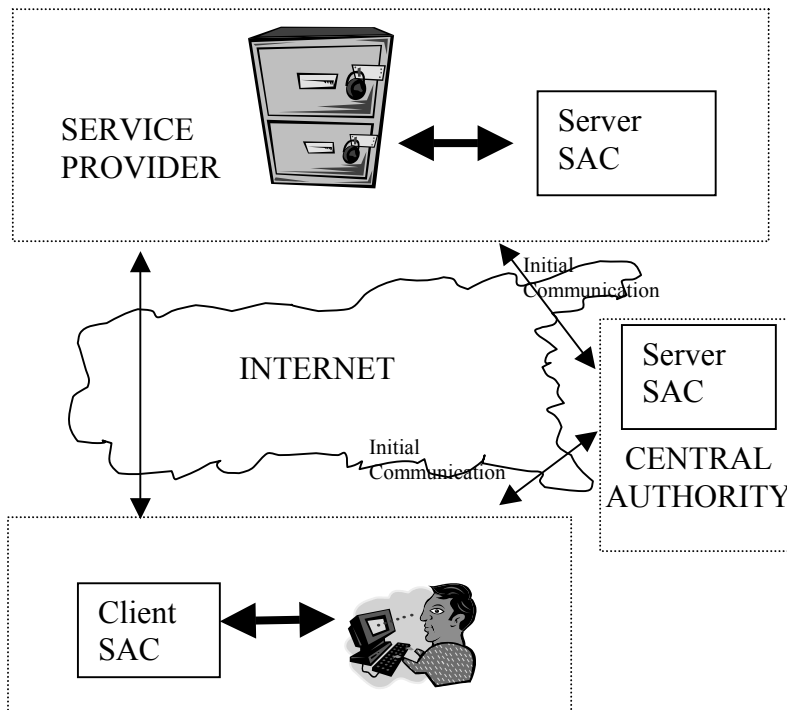 SERVICE
PROVIDER
Server
SAC
Initial
Communication
INTERNET
Server
SAC
Initial
Communication
CENTRAL
AUTHORITY
Client
SAC